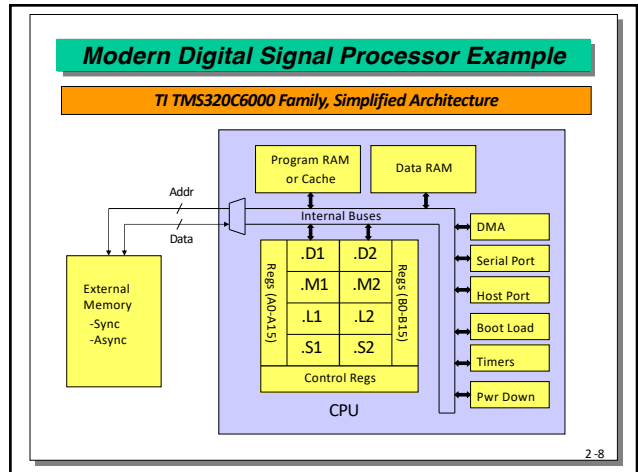 Modern Digital Signal Processor Example
TI TMS320C6000 Family, Simplified Architecture
Program RAM
or Cache
Data RAM
Addr
Internal Buses
Data
DMA
Serial Port
Host Port
Boot Load
Timers
Pwr Down
External
Memory
-Sync
-Async
Regs (A0-A15)
.D1 .D2
.M1 .M2
.L1 .L2
.S1 .S2
Regs (B0-B15)
Control Regs
CPU
2 -8